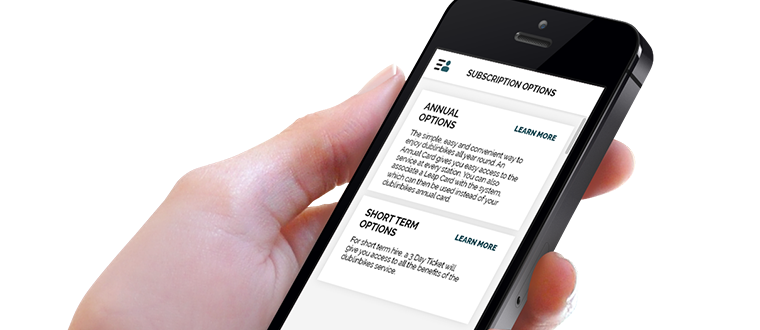 SUBSCRIPTION OPTIONS
ANNUAL
OPTIONS
LEARN MORE
The simple, easy and convenient way to
enjoy dublinbikes all year round. An
Annual Card gives you easy access to the
service at every station. You can also
associate a Leap Card with the system,
which can then be used instead of your
dublinbikes annual card.
SHORT TERM
OPTIONS
LEARN MORE
For short term hire, a 3 Day Ticket will
give you access to all the benefits of the
dublinbikes service.